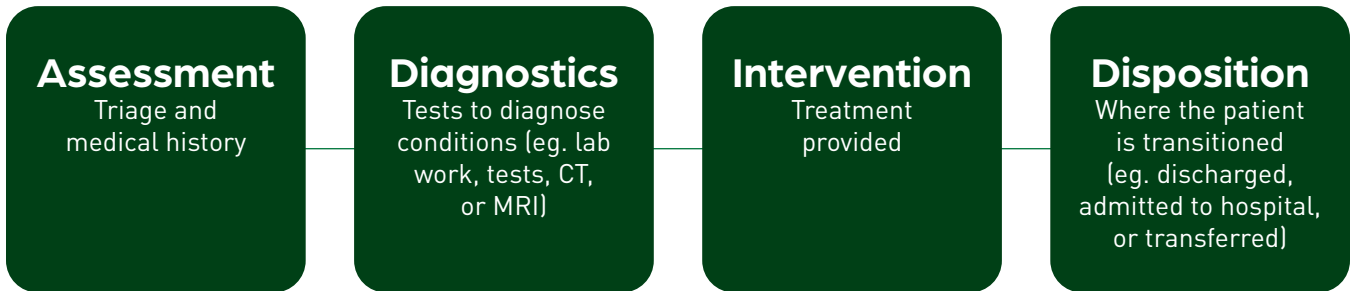 Assessment
Triage and
medical history
Diagnostics
Tests to diagnose
conditions (eg. lab
work, tests, CT,
or MRI)
Intervention
Treatment
provided
Disposition
Where the patient
is transitioned
(eg. discharged,
admitted to hospital,
or transferred)